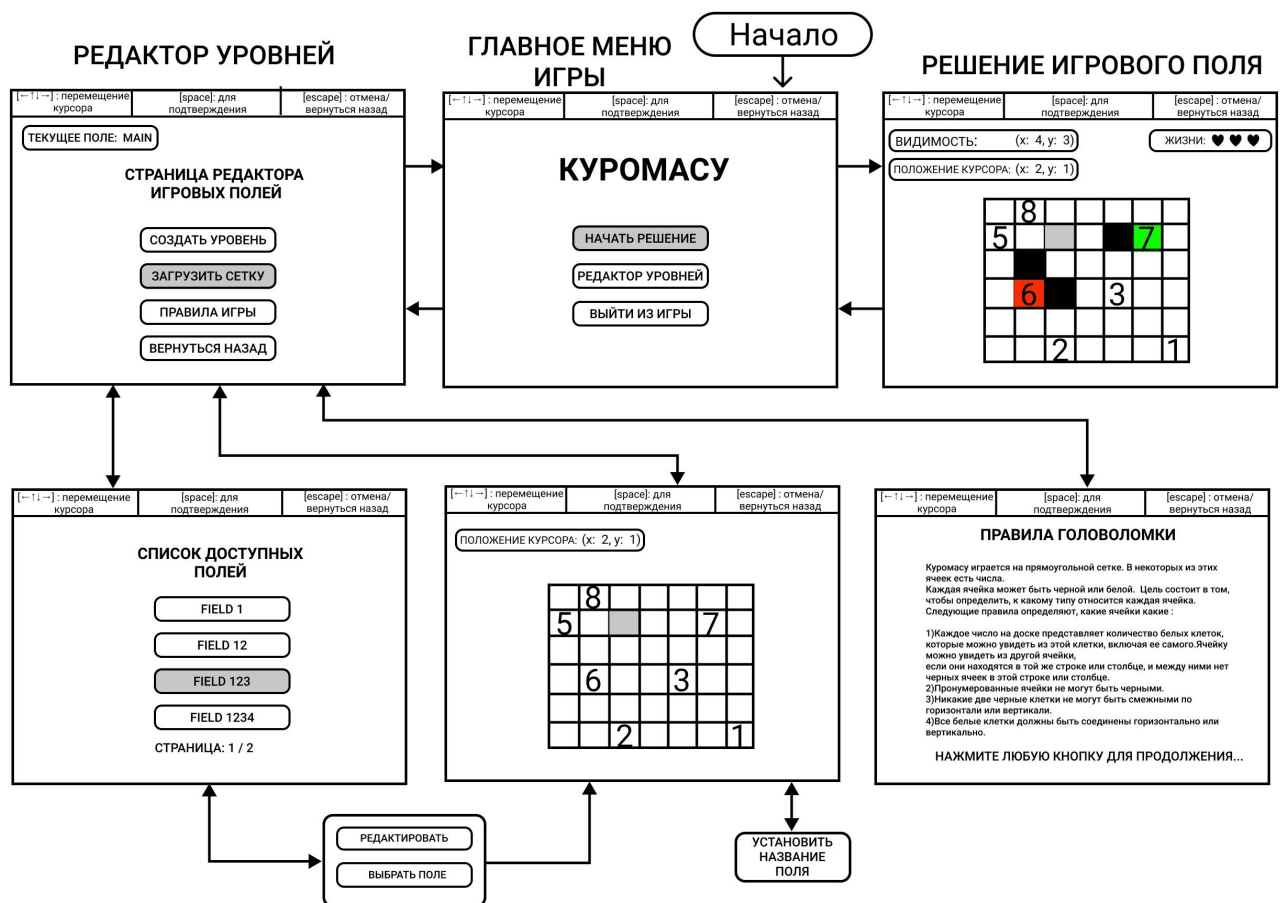 Начало
РЕДАКТОР УРОВНЕЙ
[←↑↓→] : перемещение
курсора
[space]: для
подтверждения
[escape] : отмена/
вернуться назад
ТЕКУЩЕЕ ПОЛЕ: MAIN
СТРАНИЦА РЕДАКТОРА
ИГРОВЫХ ПОЛЕЙ
СОЗДАТЬ УРОВЕНЬ
ЗАГРУЗИТЬ СЕТКУ
ПРАВИЛА ИГРЫ
ВЕРНУТЬСЯ НАЗАД
ГЛАВНОЕ МЕНЮ
ИГРЫ
[←↑↓→] : перемещение
курсора
[space]: для
подтверждения
[escape] : отмена/
вернуться назад
КУРОМАСУ
НАЧАТЬ РЕШЕНИЕ
РЕДАКТОР УРОВНЕЙ
ВЫЙТИ ИЗ ИГРЫ
РЕШЕНИЕ ИГРОВОГО ПОЛЯ
[←↑↓→] : перемещение
курсора
[space]: для
подтверждения
[escape] : отмена/
вернуться назад
ВИДИМОСТЬ: (x: 4, y: 3)
ЖИЗНИ: ♥ ♥ ♥
ПОЛОЖЕНИЕ КУРСОРА: (x: 2, y: 1)
8
5 7
6 3
2 1
[←↑↓→] : перемещение
курсора
[space]: для
подтверждения
[escape] : отмена/
вернуться назад
СПИСОК ДОСТУПНЫХ
ПОЛЕЙ
FIELD 1
FIELD 12
FIELD 123
FIELD 1234
СТРАНИЦА: 1 / 2
[←↑↓→] : перемещение
курсора
[space]: для
подтверждения
[escape] : отмена/
вернуться назад
ПОЛОЖЕНИЕ КУРСОРА: (x: 2, y: 1)
8
5 7
6 3
2 1
[←↑↓→] : перемещение
курсора
[space]: для
подтверждения
[escape] : отмена/
вернуться назад
ПРАВИЛА ГОЛОВОЛОМКИ
Куромасу играется на прямоугольной сетке. В некоторых из этих
ячеек есть числа.
Каждая ячейка может быть черной или белой. Цель состоит в том,
чтобы определить, к какому типу относится каждая ячейка.
Следующие правила определяют, какие ячейки какие :
1)Каждое число на доске представляет количество белых клеток,
которые можно увидеть из этой клетки, включая ее самого.Ячейку
можно увидеть из другой ячейки,
если они находятся в той же строке или столбце, и между ними нет
черных ячеек в этой строке или столбце.
2)Пронумерованные ячейки не могут быть черными.
3)Никакие две черные клетки не могут быть смежными по
горизонтали или вертикали.
4)Все белые клетки должны быть соединены горизонтально или
вертикально.
НАЖМИТЕ ЛЮБУЮ КНОПКУ ДЛЯ ПРОДОЛЖЕНИЯ...
РЕДАКТИРОВАТЬ
ВЫБРАТЬ ПОЛЕ
УСТАНОВИТЬ
НАЗВАНИЕ
ПОЛЯ